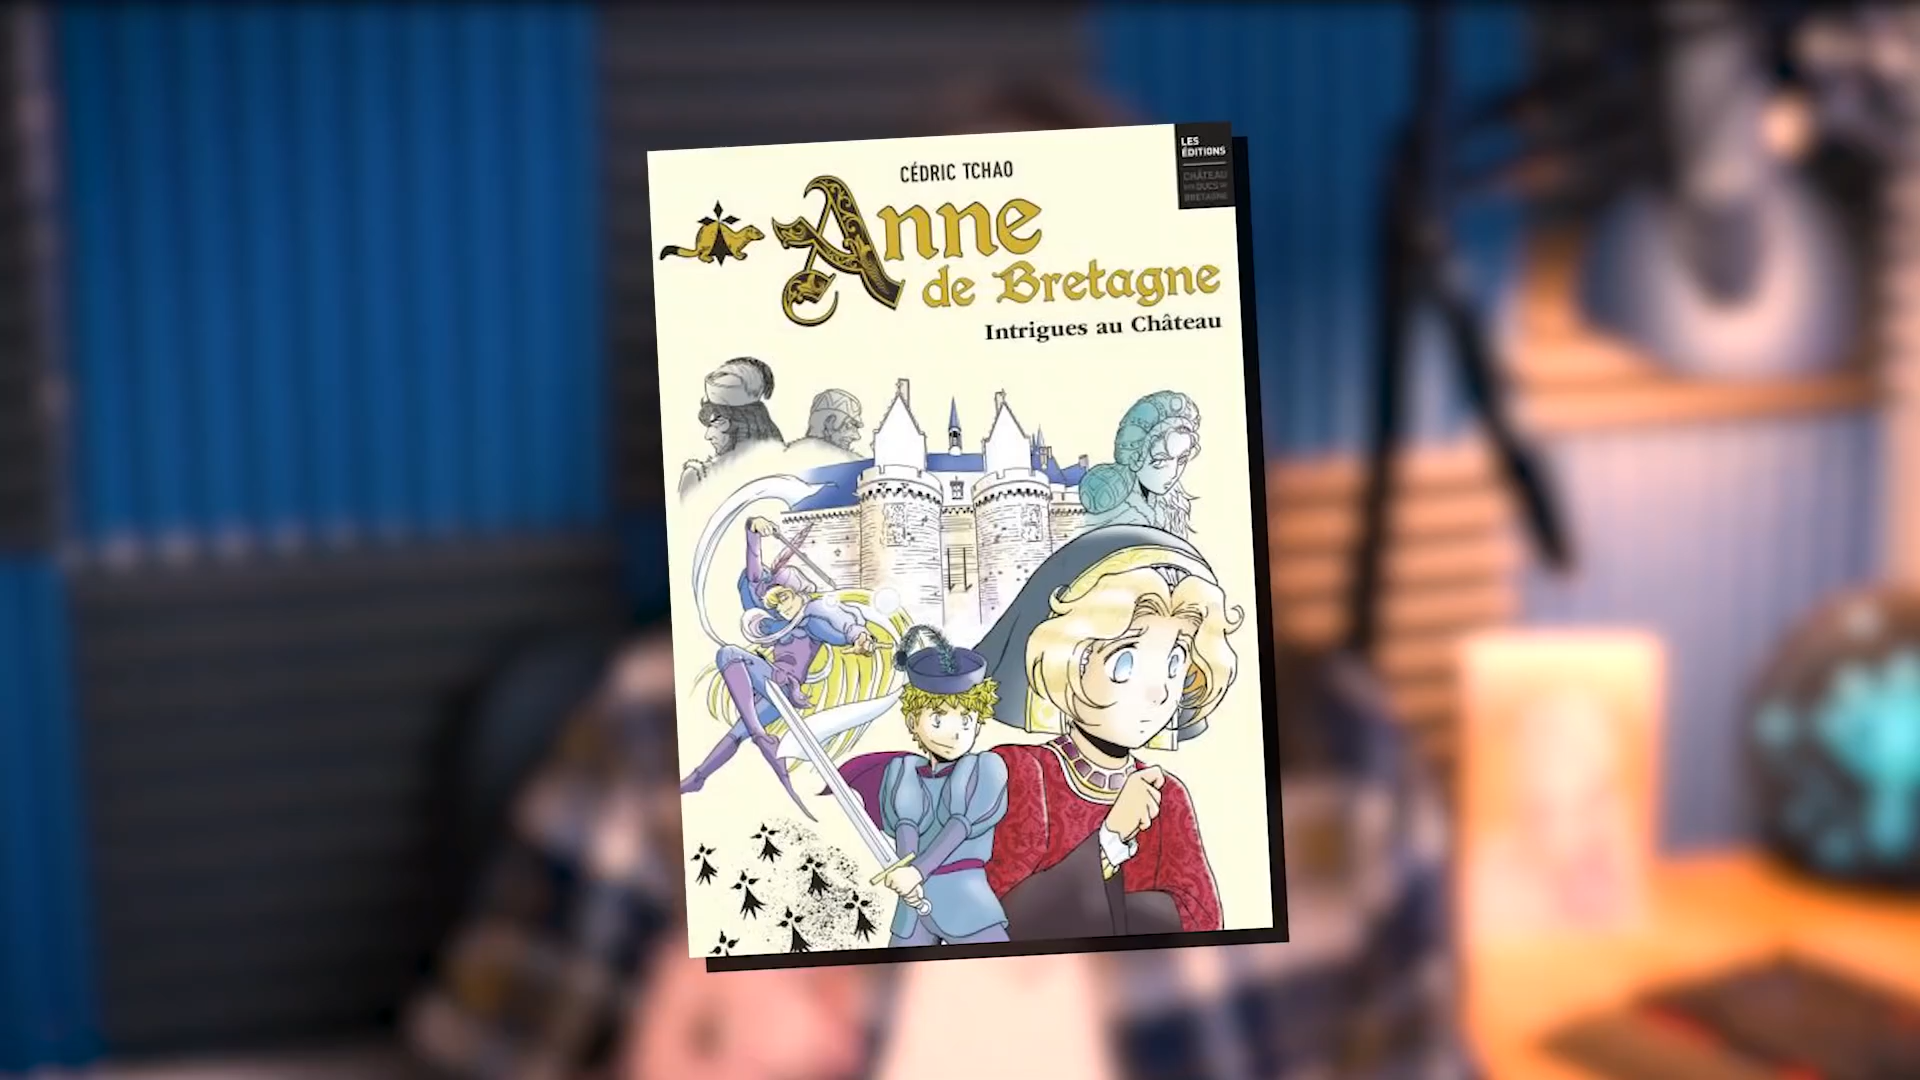 CÉDRIC TCHAO
LES
ÉDITIONS
CHÂTEAU
DES DUCS DE
BRETAGNE
Anne
de Bretagne
Intrigues au Château